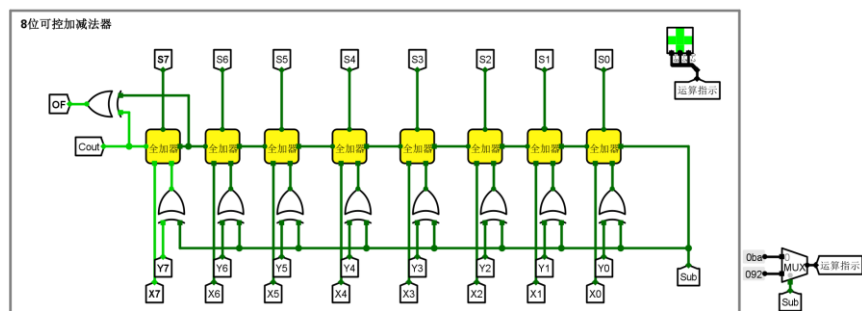 8位可控加减法器
S7 S6 S5 S4 S3 S2 S1 S0
运算指示
OF
Cout 全加器 全加器 全加器 全加器 全加器 全加器 全加器 全加器
Y7 Y6 Y5 Y4 Y3 Y2 Y1 Y0 Sub
X7 X6 X5 X4 X3 X2 X1 X0
0ba 0
MUX 运算指示
092
Sub